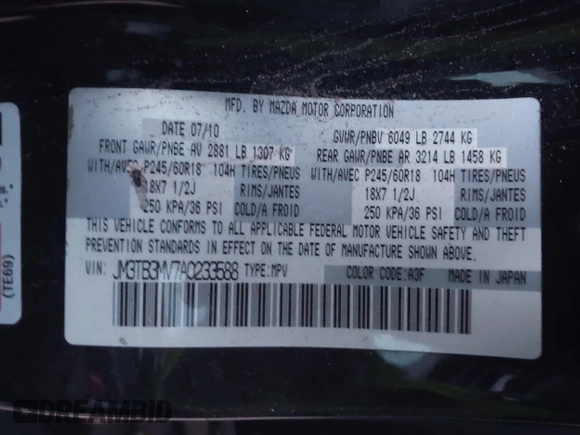 MFD. BY MAZDA MOTOR CORPORATION
DATE 07/10 GVWR/PNBV 6049 LB 2744 KG
FRONT GAWR/PNBE AV 2881 LB 1307 KG REAR GAWR/PNBE AR 3214 LB 1458 KG
WITH/AVEC P245/60R18 104H TIRES/PNEUS WITH/AVEC P245/60R18 104H TIRES/PNEUS
18X7 1/2J RIMS/JANTES 18X7 1/2J RIMS/JANTES
250 KPA/36 PSI COLD/A FROID 250 KPA/36 PSI COLD/A FROID
THIS VEHICLE CONFORMS TO ALL APPLICABLE FEDERAL MOTOR VEHICLE SAFETY AND THEFT
PREVENTION STANDARDS IN EFFECT ON THE DATE OF MANUFACTURE SHOWN ABOVE.
VIN: JM3TB3MV7A0233588 TYPE:MPV COLOR CODE:A3F MADE IN JAPAN
(TE69)
DREAMBID